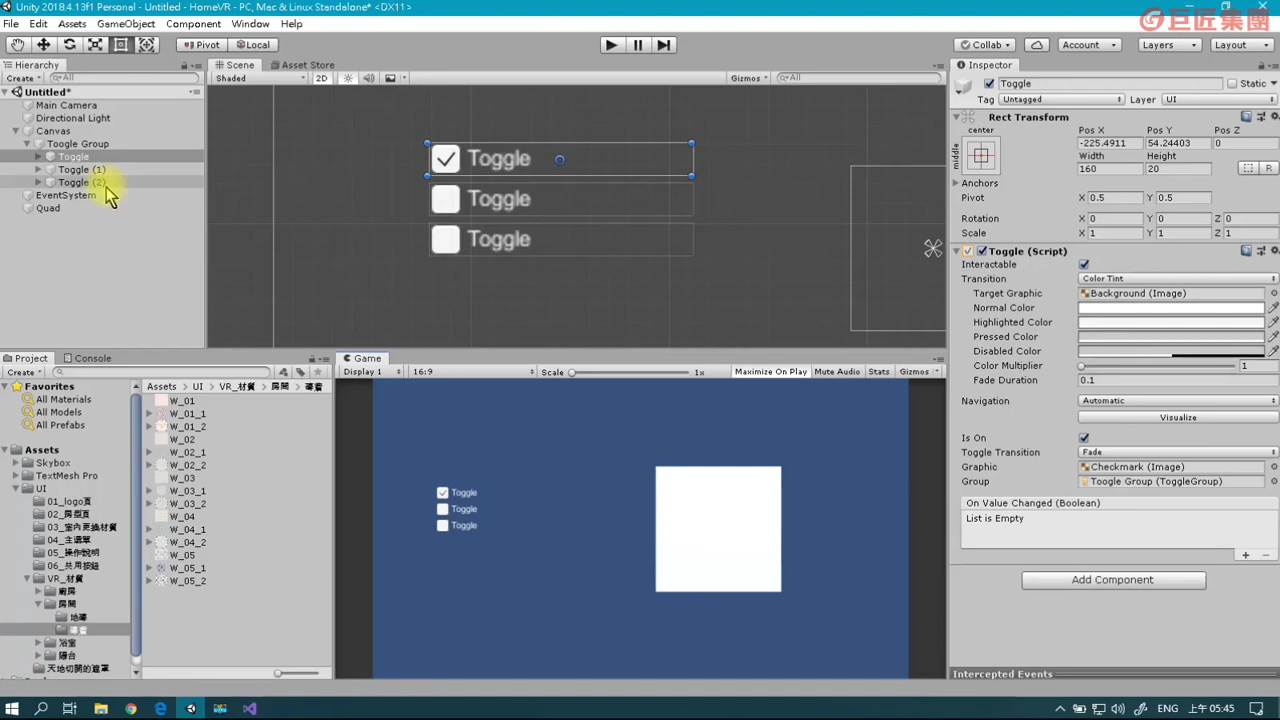 Unity 2018.4.13f1 Personal - Untitled - HomeVR - PC, Mac & Linux Standalone* <DX11>
巨匠集團
File Edit Assets GameObject Component Window Help
Pivot Local Collab Account Layers Layout
Hierarchy
Create All
Untitled*
Main Camera
Directional Light
Canvas
Toogle Group
Toggle
Toggle (1)
Toggle (2)
EventSystem
Quad
Scene Asset Store
Shaded 2D Gizmos All
Toggle
Toggle
Toggle
Inspector
Toggle Static
Tag Untagged Layer UI
Rect Transform
center
middle
Pos X Pos Y Pos Z
-225.4911 54.24403 0
Width Height
160 20
R
Anchors
Pivot X 0.5 Y 0.5
Rotation X 0 Y 0 Z 0
Scale X 1 Y 1 Z 1
Toggle (Script)
Interactable
Transition Color Tint
Target Graphic Background (Image)
Normal Color
Highlighted Color
Pressed Color
Disabled Color
Color Multiplier 1
Fade Duration 0.1
Navigation Automatic
Visualize
Is On
Toggle Transition Fade
Graphic Checkmark (Image)
Group Toogle Group (ToggleGroup)
On Value Changed (Boolean)
List is Empty
Add Component
Intercepted Events
Project Console
Create
Favorites
All Materials
All Models
All Prefabs
Assets
Skybox
TextMesh Pro
UI
01_logo頁
02_房型頁
03_室內更換材質
04_主選單
05_操作說明
06_共用按鈕
VR_材質
廚房
房間
地磚
浴室
陽台
天地切開的遮罩
Assets UI VR_材質 房間
W_01
W_01_1
W_01_2
W_02
W_02_1
W_02_2
W_03
W_03_1
W_03_2
W_04
W_04_1
W_04_2
W_05
W_05_1
W_05_2
Game
Display 1 16:9 Scale 1x Maximize On Play Mute Audio Stats Gizmos
Toggle
Toggle
Toggle
ENG 上午 05:45